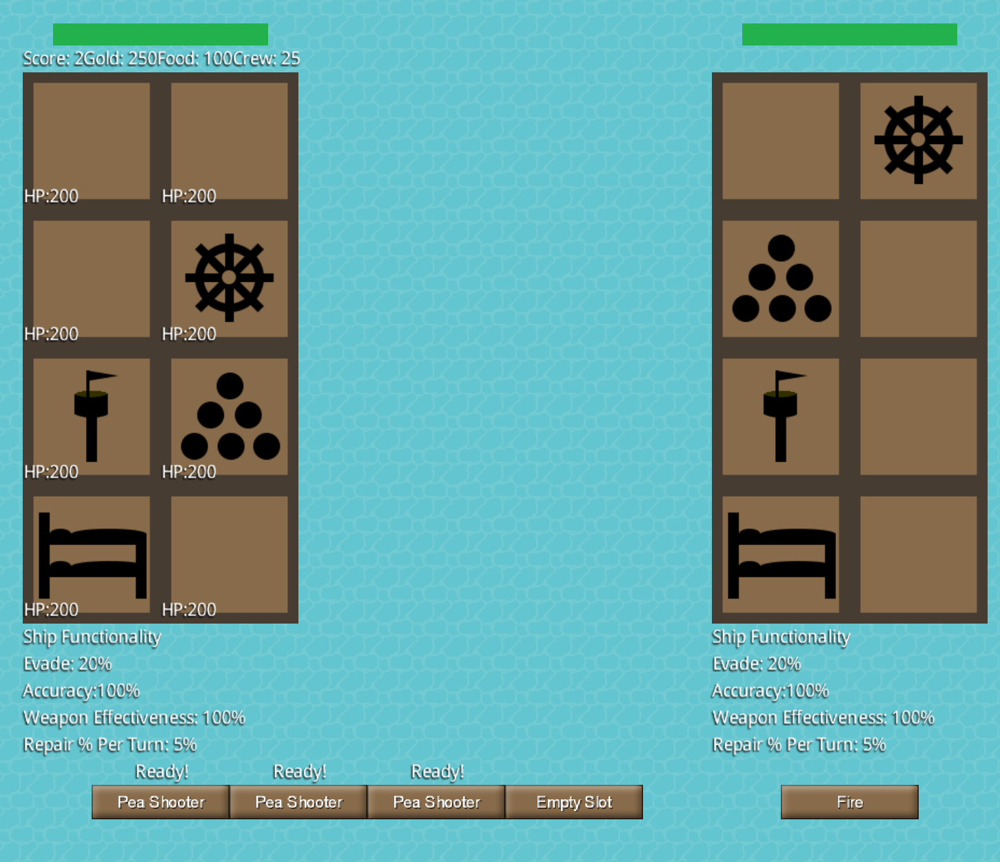 Score: 2Gold: 250Food: 100Crew: 25
HP:200 HP:200
HP:200 HP:200
HP:200 HP:200
HP:200 HP:200
Ship Functionality
Evade: 20%
Accuracy:100%
Weapon Effectiveness: 100%
Repair % Per Turn: 5%
Ship Functionality
Evade: 20%
Accuracy:100%
Weapon Effectiveness: 100%
Repair % Per Turn: 5%
Ready! Ready! Ready!
Pea Shooter Pea Shooter Pea Shooter Empty Slot Fire